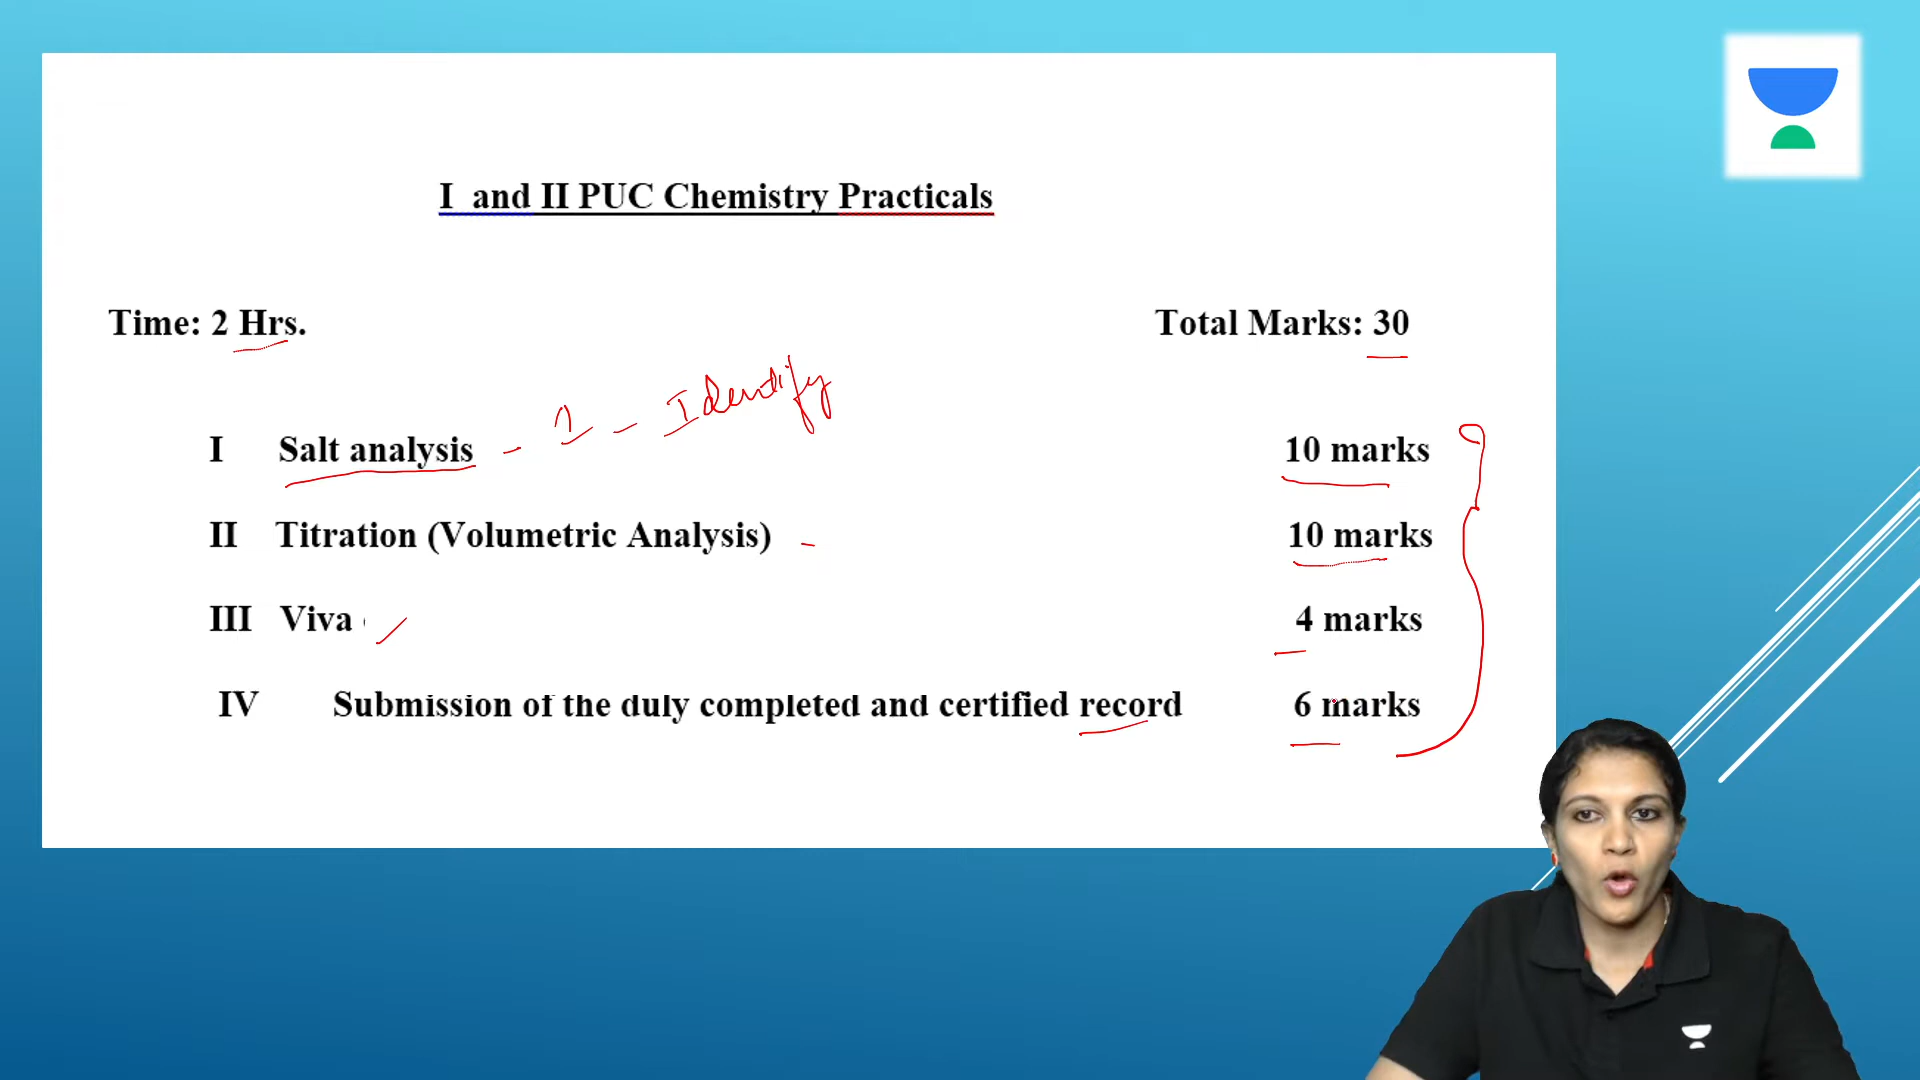 I and II PUC Chemistry Practicals
Time: 2 Hrs. Total Marks: 30
I Salt analysis - 1 - Identify 10 marks
II Titration (Volumetric Analysis) - 10 marks
III Viva 4 marks
IV Submission of the duly completed and certified record 6 marks